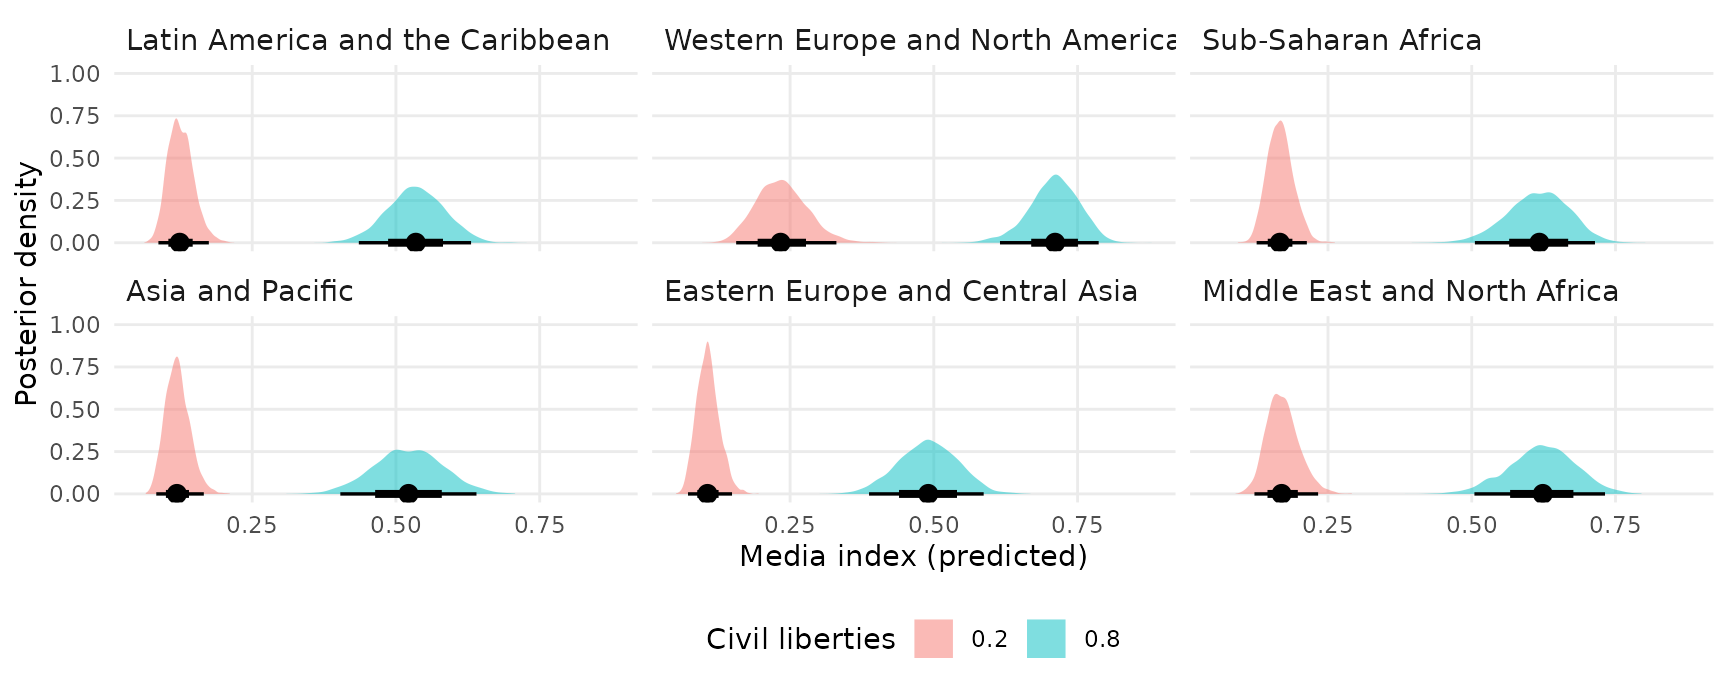 Latin America and the Caribbean
Western Europe and North America
Sub-Saharan Africa
1.00
0.75
0.50
0.25
0.00
Asia and Pacific
Eastern Europe and Central Asia
Middle East and North Africa
1.00
0.75
0.50
0.25
0.00
Posterior density
0.25 0.50 0.75
0.25 0.50 0.75
0.25 0.50 0.75
Media index (predicted)
Civil liberties 0.2 0.8